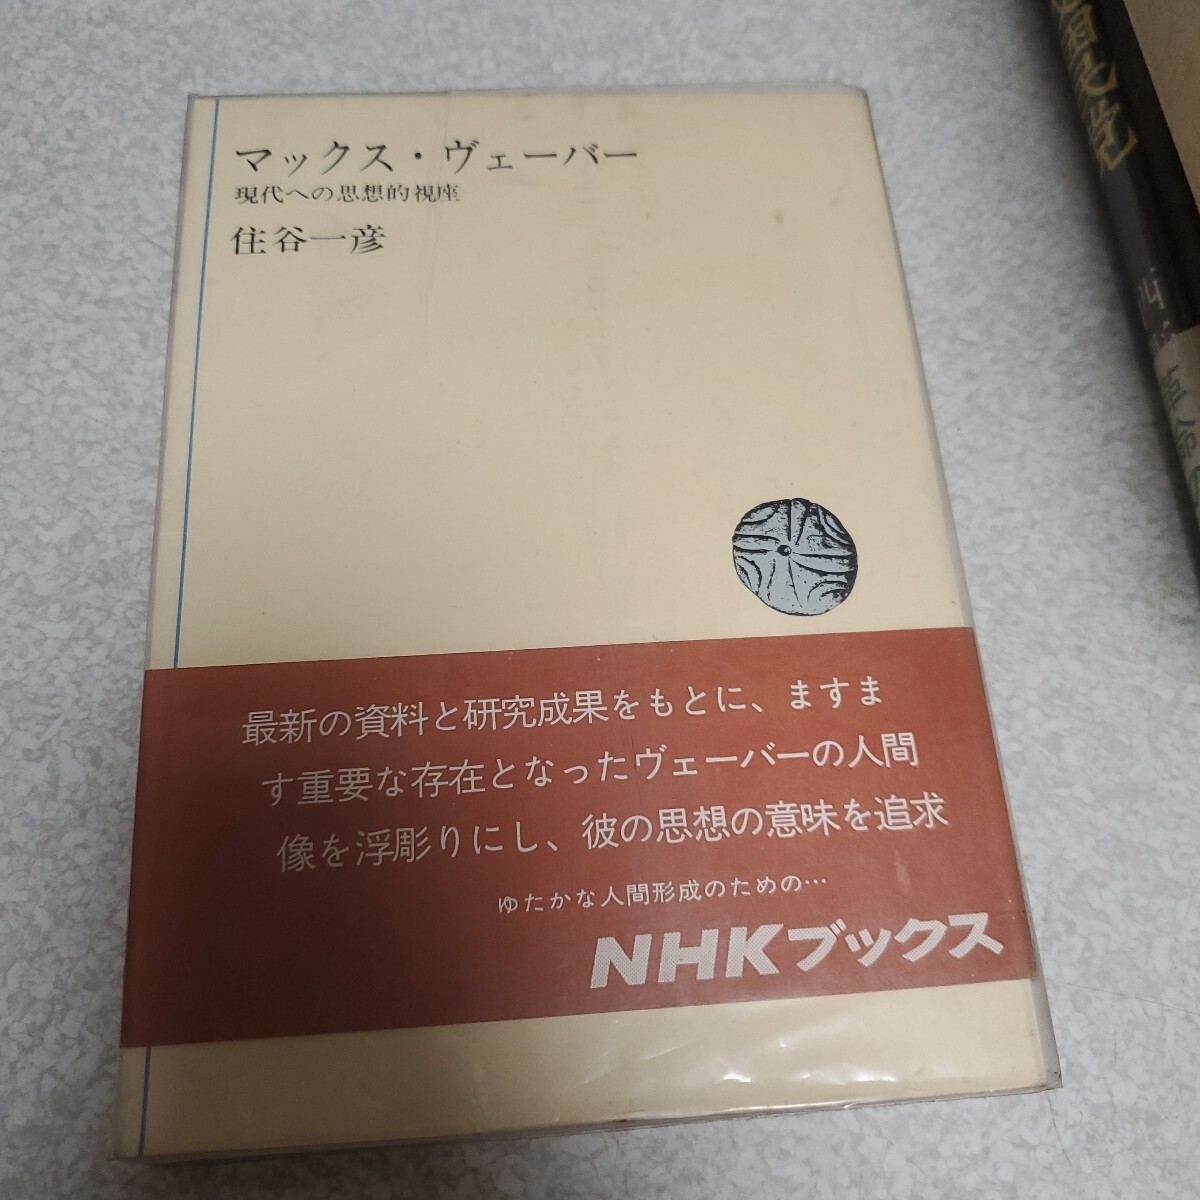 マックス・ヴェーバー
現代への思想的視座
住谷一彦
最新の資料と研究成果をもとに、ますま
す重要な存在となったヴェーバーの人間
像を浮彫りにし、彼の思想の意味を追求
ゆたかな人間形成のための…
NHKブックス
革命